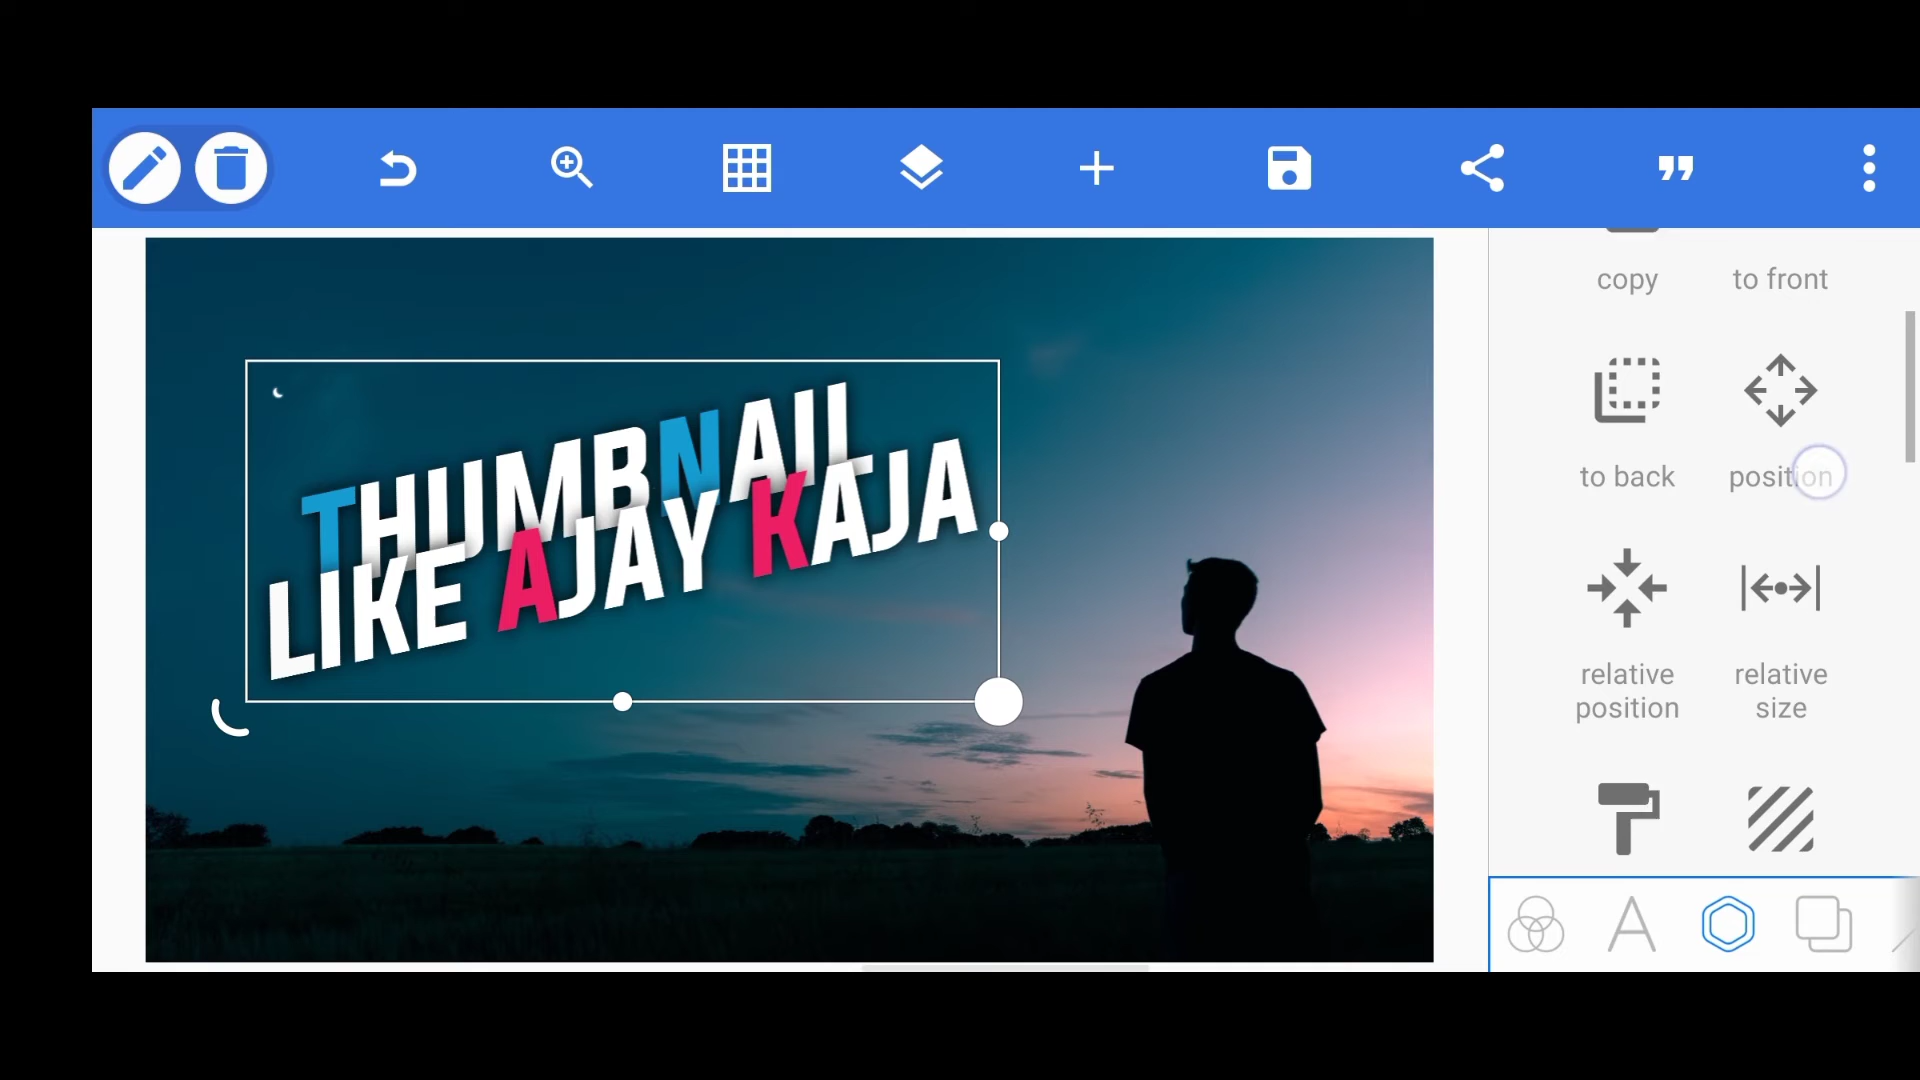 copy
to front
THUMBNAIL
LIKE AJAY KAJA
to back
position
relative
position
relative
size